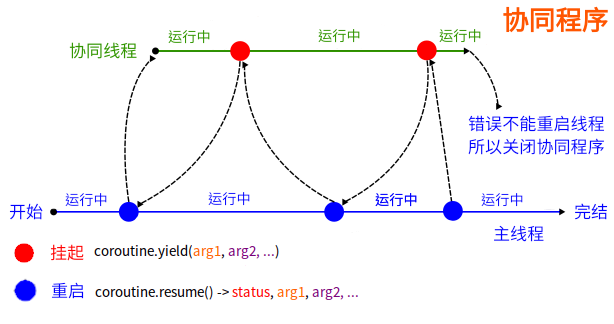 协同程序
协同线程
运行中
运行中
运行中
错误不能重启线程
所以关闭协同程序
开始
运行中
运行中
运行中
运行中
完结
主线程
挂起 coroutine.yield(arg1, arg2, ...)
重启 coroutine.resume() -> status, arg1, arg2, ...